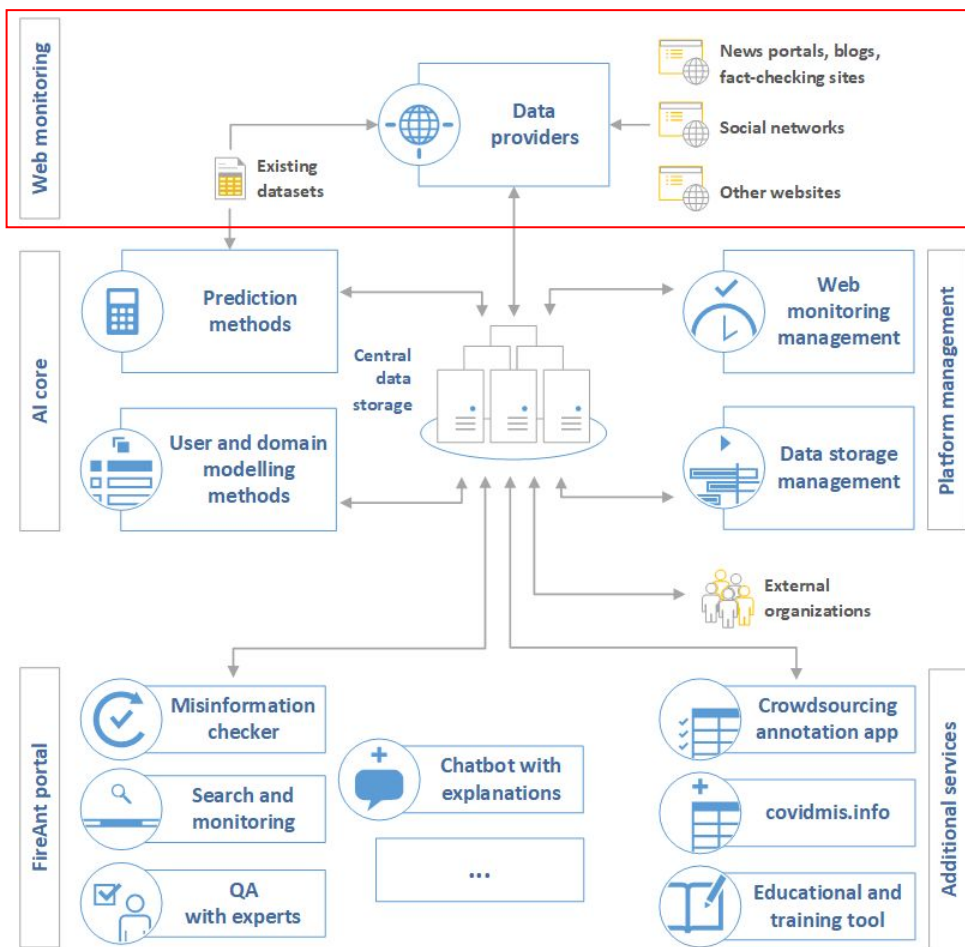 Web monitoring
Data
providers
News portals, blogs,
fact-checking sites
Social networks
Other websites
Existing
datasets
AI core
Prediction
methods
User and domain
modelling
methods
Central
data
storage
Web
monitoring
management
Data storage
management
Platform management
External
organizations
FireAnt portal
Misinformation
checker
Search and
monitoring
QA
with experts
Chatbot with
explanations
...
Crowdsourcing
annotation app
covidmis.info
Educational and
training tool
Additional services